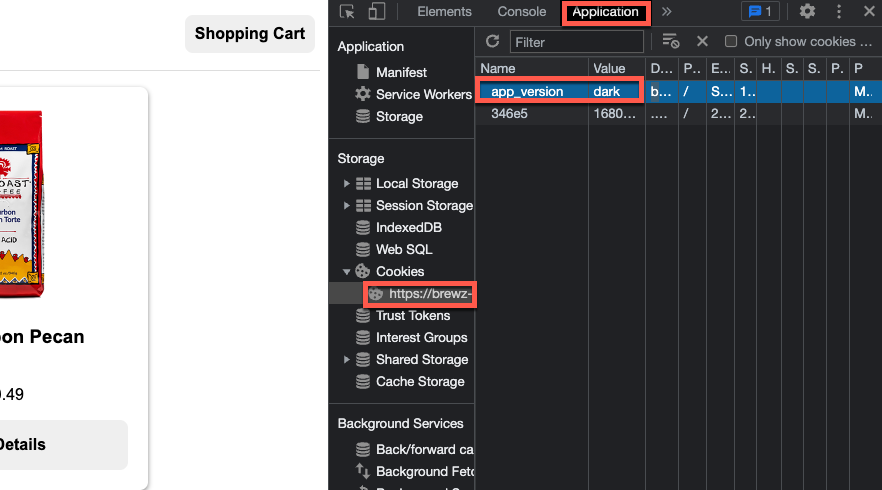 Shopping Cart
ROAST
OAST
FFEE
rbon
n Torte
ACID
on Pecan
.49
Details
Elements
Console
Application
»
1
Application
Manifest
Service Workers
Storage
Storage
Local Storage
Session Storage
IndexedDB
Web SQL
Cookies
https://brewz-
Trust Tokens
Interest Groups
Shared Storage
Cache Storage
Background Services
Back/forward ca
Background Fetc
Filter
Only show cookies …
Name Value D... P.. E... S.. H. S.. S.. P. P
app_version dark b... / S... 1.. M..
346e5 1680... .... / 2... 2.. M..